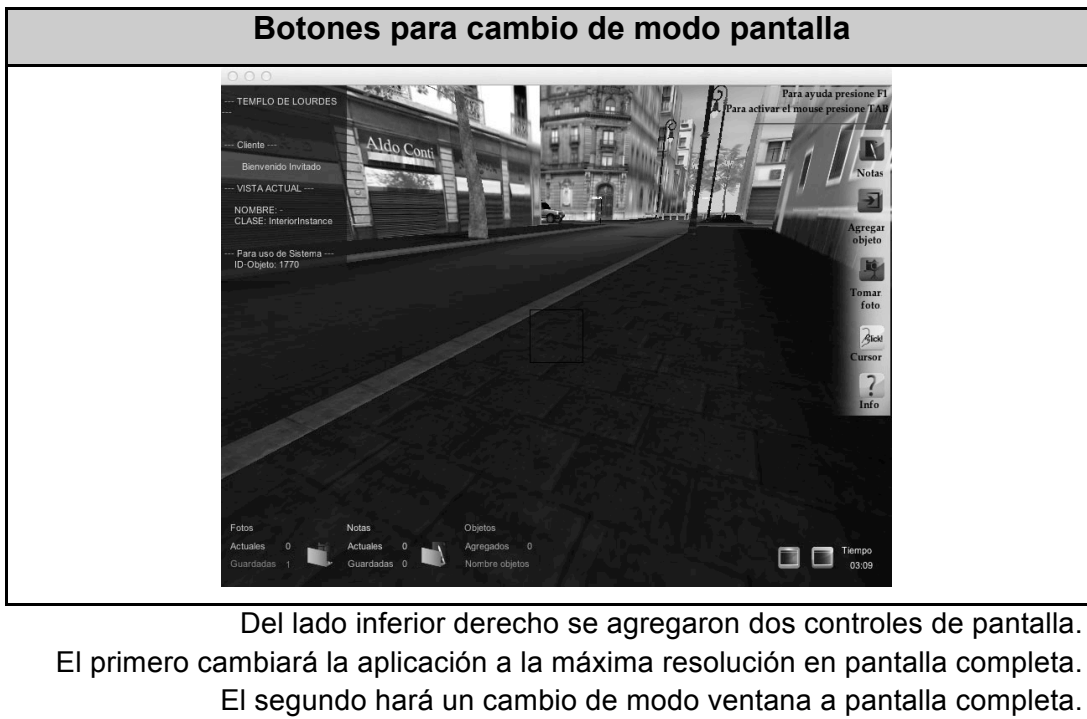 Botones para cambio de modo pantalla
--- TEMPLO DE LOURDES
---
--- Cliente ---
Bienvenido Invitado
--- VISTA ACTUAL ---
NOMBRE: -
CLASE: InteriorInstance
--- Para uso de Sistema ---
ID-Objeto: 1770
Aldo Conti
Para ayuda presione F1
Para activar el mouse presione TAB
Notas
Agregar
objeto
Tomar
foto
Click!
Cursor
?
Info
Fotos
Actuales 0
Guardadas 1
Notas
Actuales 0
Guardadas 0
Objetos
Agregados 0
Nombre objetos
Tiempo
03:09
Del lado inferior derecho se agregaron dos controles de pantalla.
El primero cambiará la aplicación a la máxima resolución en pantalla completa.
El segundo hará un cambio de modo ventana a pantalla completa.